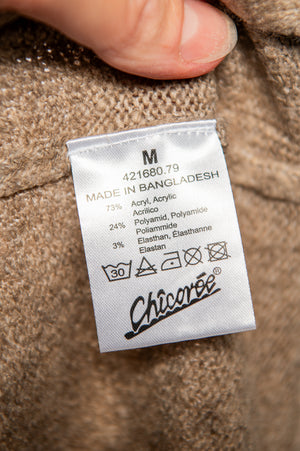 M
421680.79
MADE IN BANGLADESH
73% Acryl, Acrylic
Acrilico
24% Polyamid, Polyamide
Poliammide
3% Elasthan, Élasthanne
Elastan
30
Chicorée®